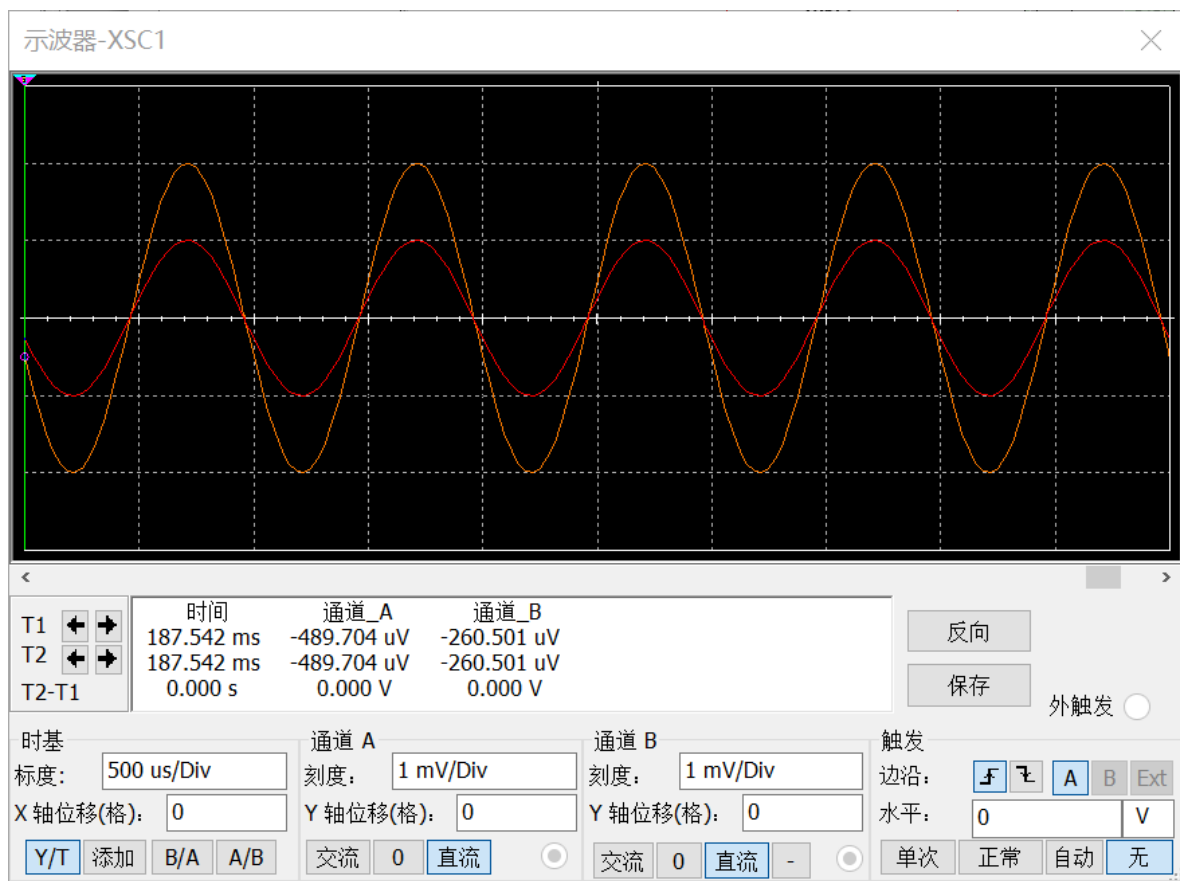 示波器-XSC1
时间 通道_A 通道_B
T1 187.542 ms -489.704 uV -260.501 uV
T2 187.542 ms -489.704 uV -260.501 uV
T2-T1 0.000 s 0.000 V 0.000 V
反向
保存
外触发
时基
标度: 500 us/Div
X 轴位移(格): 0
Y/T 添加 B/A A/B
通道 A
刻度: 1 mV/Div
Y 轴位移(格): 0
交流 0 直流
通道 B
刻度: 1 mV/Div
Y 轴位移(格): 0
交流 0 直流 -
触发
边沿: A B Ext
水平: 0 V
单次 正常 自动 无